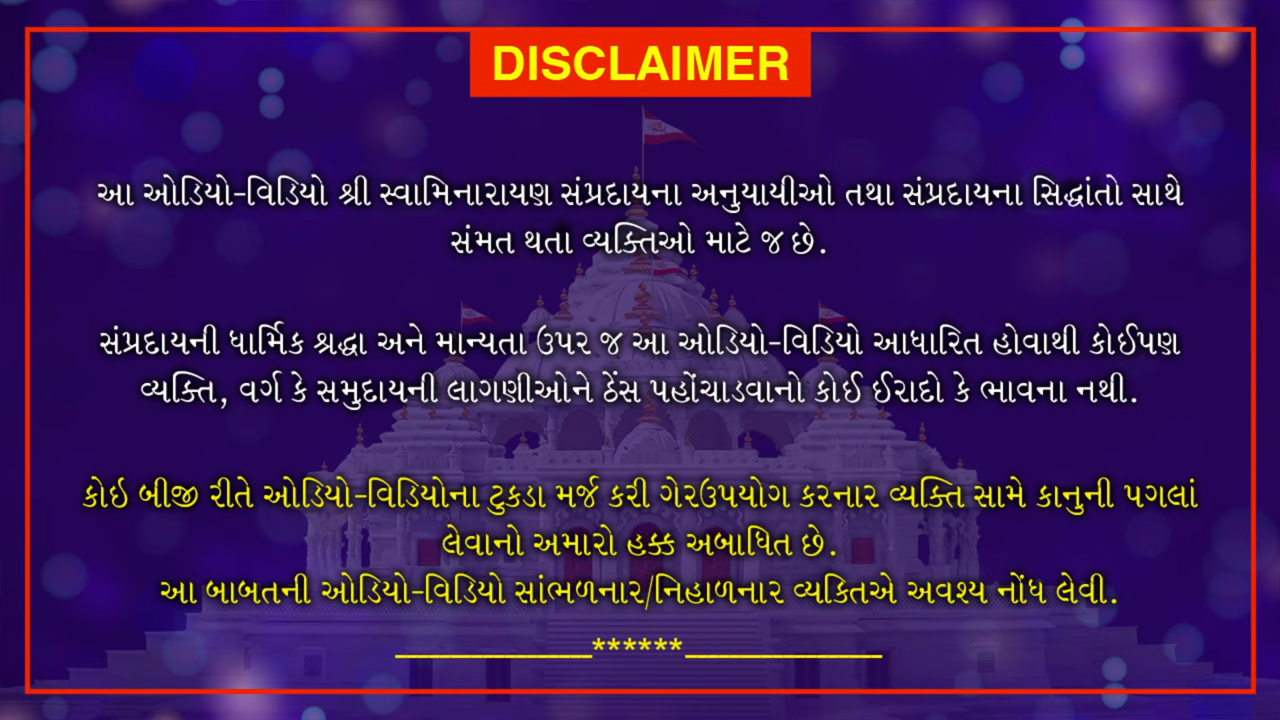 DISCLAIMER
આ ઓડિયો-વિડિયો શ્રી સ્વામિનારાયણ સંપ્રદાયના અનુયાયીઓ તથા સંપ્રદાયના સિદ્ધાંતો સાથે
સંમત થતા વ્યક્તિઓ માટે જ છે.
સંપ્રદાયની ધાર્મિક શ્રદ્ધા અને માન્યતા ઉપર જ આ ઓડિયો-વિડિયો આધારિત હોવાથી કોઈપણ
વ્યક્તિ, વર્ગ કે સમુદાયની લાગણીઓને ઠેંસ પહોંચાડવાનો કોઈ ઈરાદો કે ભાવના નથી.
કોઇ બીજી રીતે ઓડિયો-વિડિયોના ટુકડા મર્જ કરી ગેરઉપયોગ કરનાર વ્યક્તિ સામે કાનુની પગલાં
લેવાનો અમારો હક્ક અબાધિત છે.
આ બાબતની ઓડિયો-વિડિયો સાંભળનાર/નિહાળનાર વ્યકિતએ અવશ્ય નોંધ લેવી.
_____________******_____________